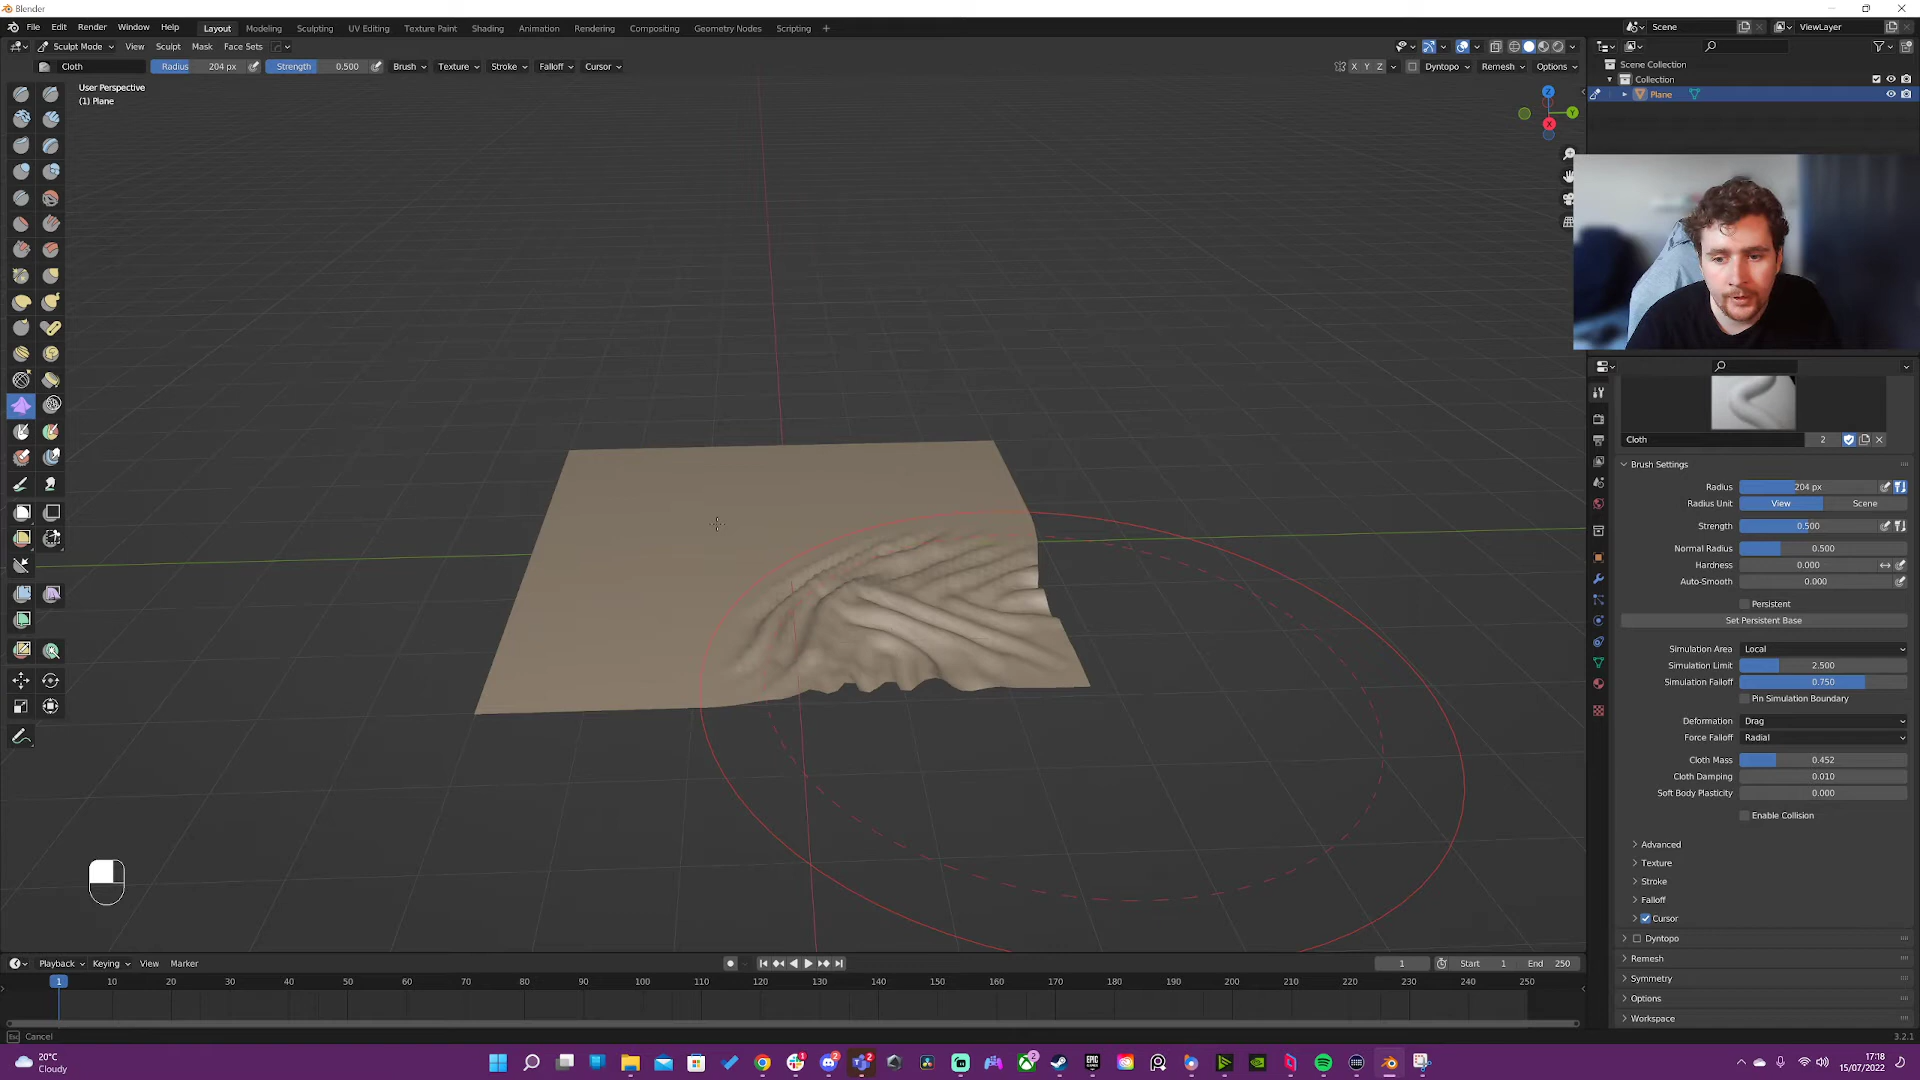 Blender
File Edit Render Window Help Layout Modeling Sculpting UV Editing Texture Paint Shading Animation Rendering Compositing Geometry Nodes Scripting + Scene ViewLayer
Sculpt Mode View Sculpt Mask Face Sets
Cloth Radius 204 px Strength 0.500 Brush Texture Stroke Falloff Cursor X Y Z Dyntopo Remesh Options
User Perspective
(1) Plane
Scene Collection
Collection
Plane
Z
Y
X
Cloth 2
Brush Settings
Radius 204 px
Radius Unit View Scene
Strength 0.500
Normal Radius 0.500
Hardness 0.000
Auto-Smooth 0.000
Persistent
Set Persistent Base
Simulation Area Local
Simulation Limit 2.500
Simulation Falloff 0.750
Pin Simulation Boundary
Deformation Drag
Force Falloff Radial
Cloth Mass 0.452
Cloth Damping 0.010
Soft Body Plasticity 0.000
Enable Collision
Advanced
Texture
Stroke
Falloff
Cursor
Dyntopo
Remesh
Symmetry
Options
Workspace
Playback Keying View Marker 1 Start 1 End 250
1 10 20 30 40 50 60 70 80 90 100 110 120 130 140 150 160 170 180 190 200 210 220 230 240 250
Esc Cancel 3.2.1
20°C
Cloudy
17:18
15/07/2022